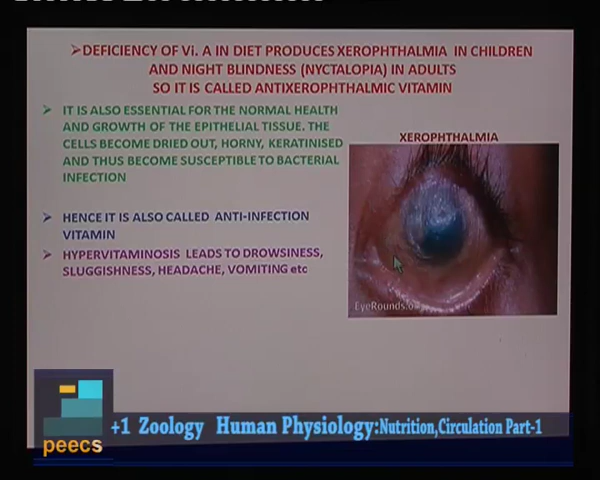 ➢DEFICIENCY OF Vi. A IN DIET PRODUCES XEROPHTHALMIA IN CHILDREN
AND NIGHT BLINDNESS (NYCTALOPIA) IN ADULTS
SO IT IS CALLED ANTIXEROPHTHALMIC VITAMIN
➢ IT IS ALSO ESSENTIAL FOR THE NORMAL HEALTH
AND GROWTH OF THE EPITHELIAL TISSUE. THE
CELLS BECOME DRIED OUT, HORNY, KERATINISED
AND THUS BECOME SUSCEPTIBLE TO BACTERIAL
INFECTION
➢ HENCE IT IS ALSO CALLED ANTI-INFECTION
VITAMIN
➢ HYPERVITAMINOSIS LEADS TO DROWSINESS,
SLUGGISHNESS, HEADACHE, VOMITING etc
XEROPHTHALMIA
EyeRounds.o
peecs
+1 Zoology Human Physiology:Nutrition,Circulation Part-1